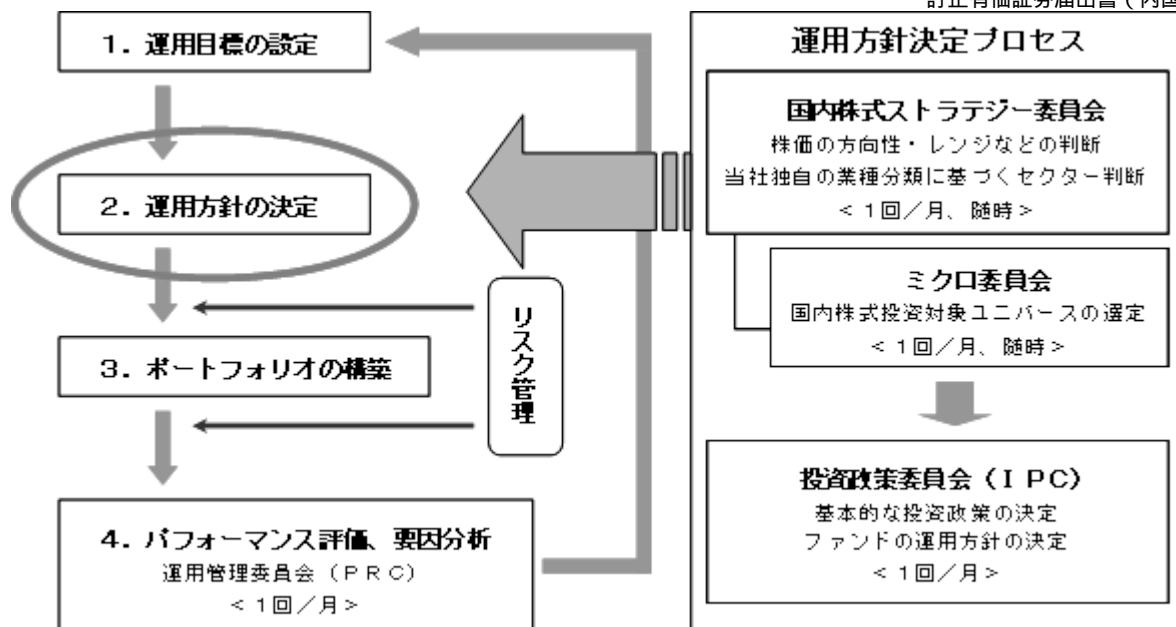 訂正有価証券届出書（内国
1．運用目標の設定
2．運用方針の決定
3．ポートフォリオの構築
4．パフォーマンス評価、要因分析
運用管理委員会（ＰＲＣ）
＜１回／月＞
リスク管理
運用方針決定プロセス
国内株式ストラテジー委員会
株価の方向性・レンジなどの判断
当社独自の業種分類に基づくセクター判断
＜１回／月、随時＞
ミクロ委員会
国内株式投資対象ユニバースの選定
＜１回／月、随時＞
投資政策委員会（ＩＰＣ）
基本的な投資政策の決定
ファンドの運用方針の決定
＜１回／月＞